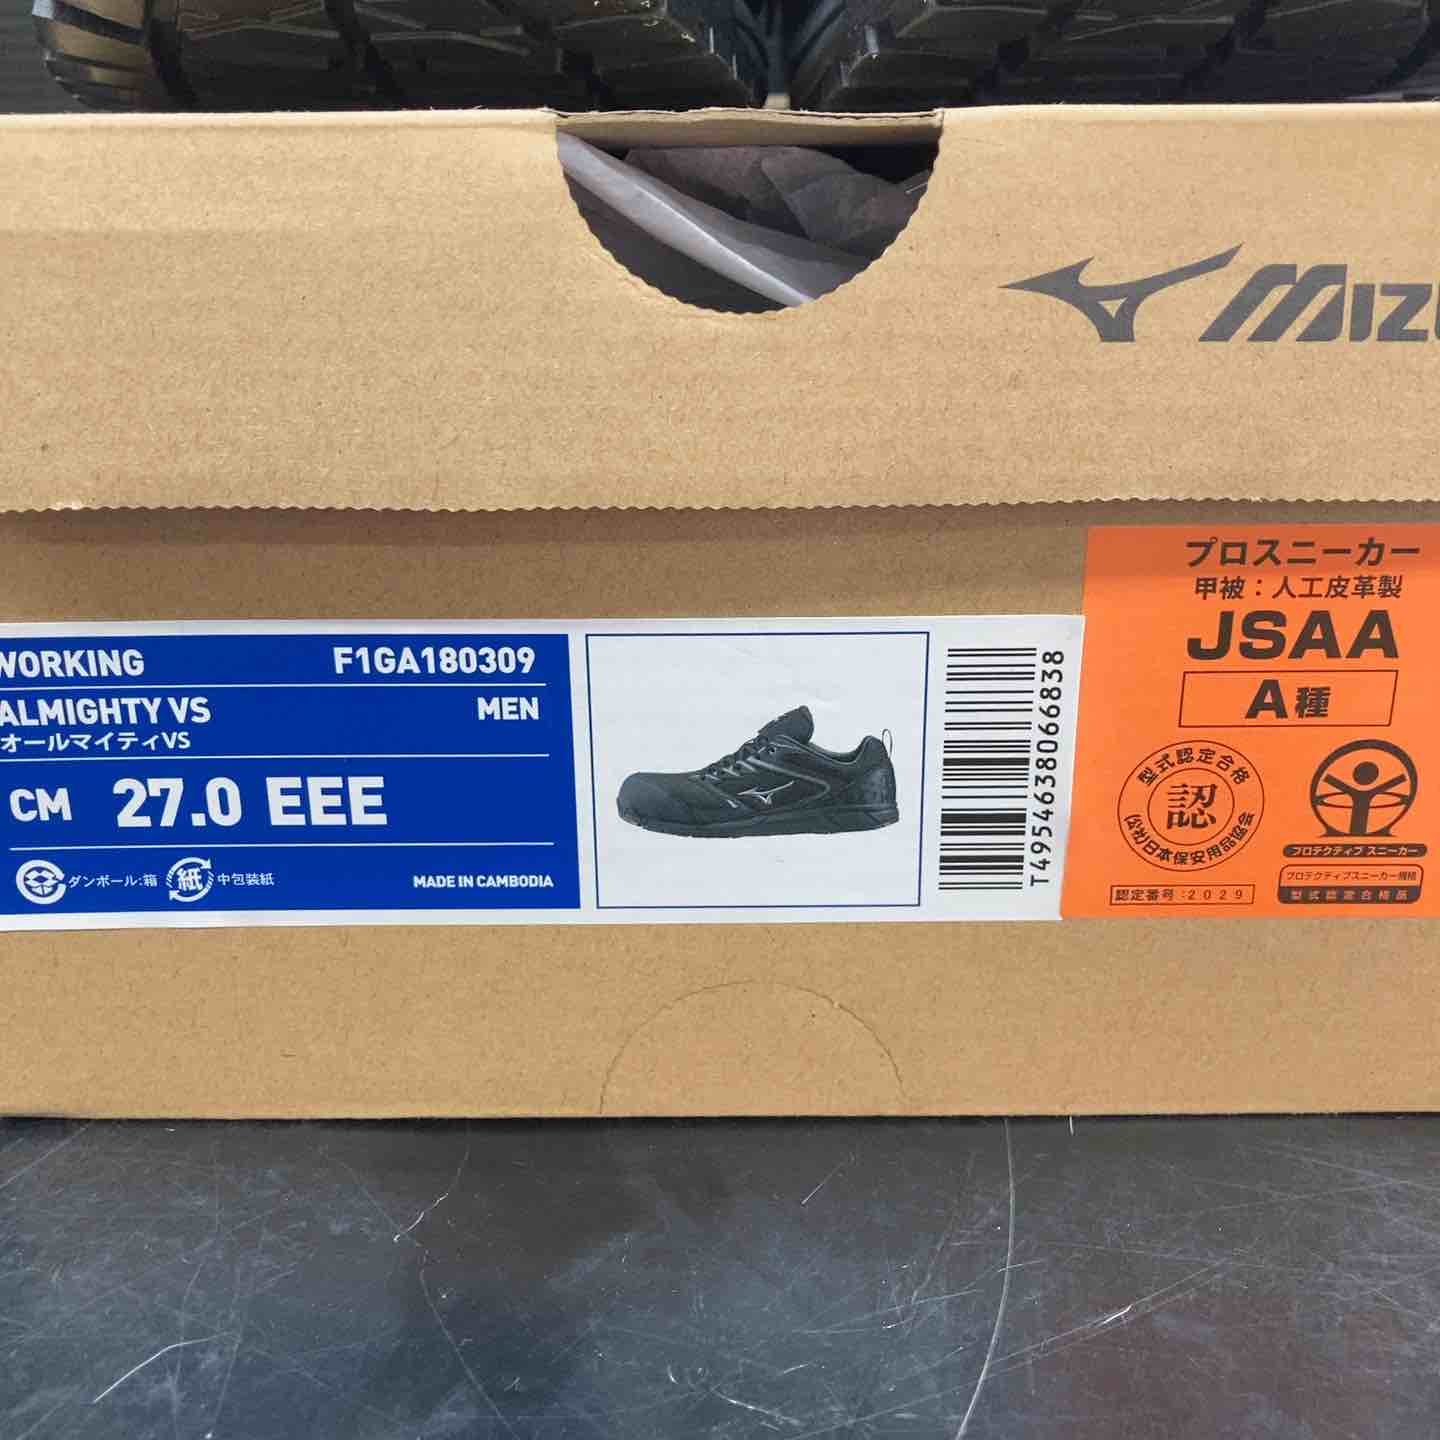 WORKING F1GA180309
ALMIGHTY VS MEN
オールマイティVS
CM 27.0 EEE
ダンボール:箱 紙 中包装紙 MADE IN CAMBODIA
T4954638066838
プロスニーカー
甲被：人工皮革製
JSAA
A種
型式認定合格
認
(公社)日本保安用品協会
認定番号:2029
プロテクティブ スニーカー
プロテクティブスニーカー規格
型式認定合格品